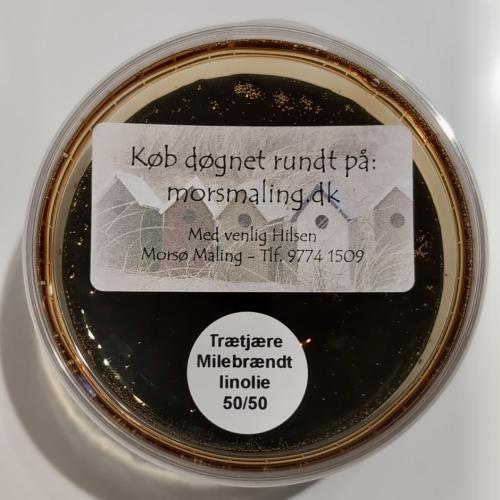 Køb døgnet rundt på:
morsmaling.dk
Med venlig Hilsen
Morsø Maling - Tlf. 9774 1509
Trætjære
Milebrændt
linolie
50/50